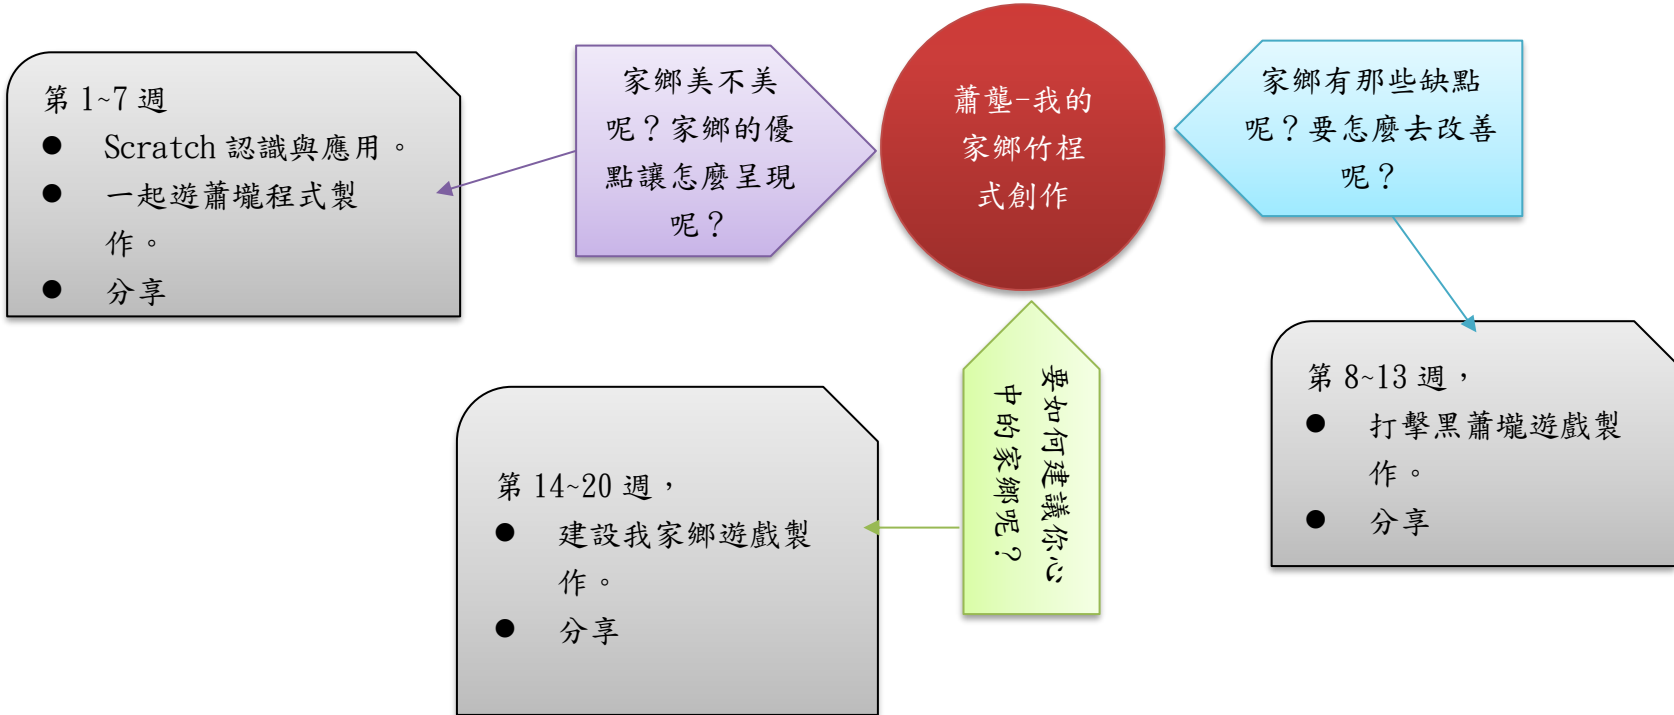 第 1~7 週
● Scratch 認識與應用。
● 一起遊蕭壠程式製
作。
● 分享
家鄉美不美
呢？家鄉的優
點讓怎麼呈現
呢？
蕭壟-我的
家鄉竹桯
式創作
家鄉有那些缺點
呢？要怎麼去改善
呢？
第 8~13 週，
● 打擊黑蕭壠遊戲製
作。
● 分享
要如何建議你心
中的家鄉呢？
第 14~20 週，
● 建設我家鄉遊戲製
作。
● 分享